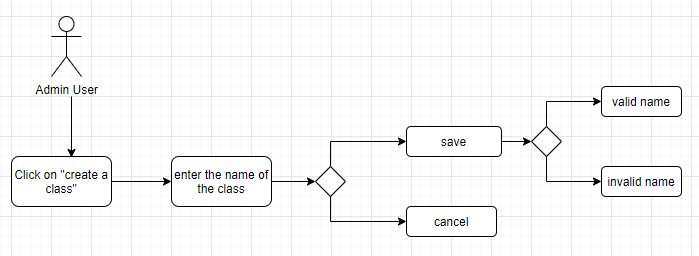 Admin User
Click on "create a
class"
enter the name of
the class
save
cancel
valid name
invalid name